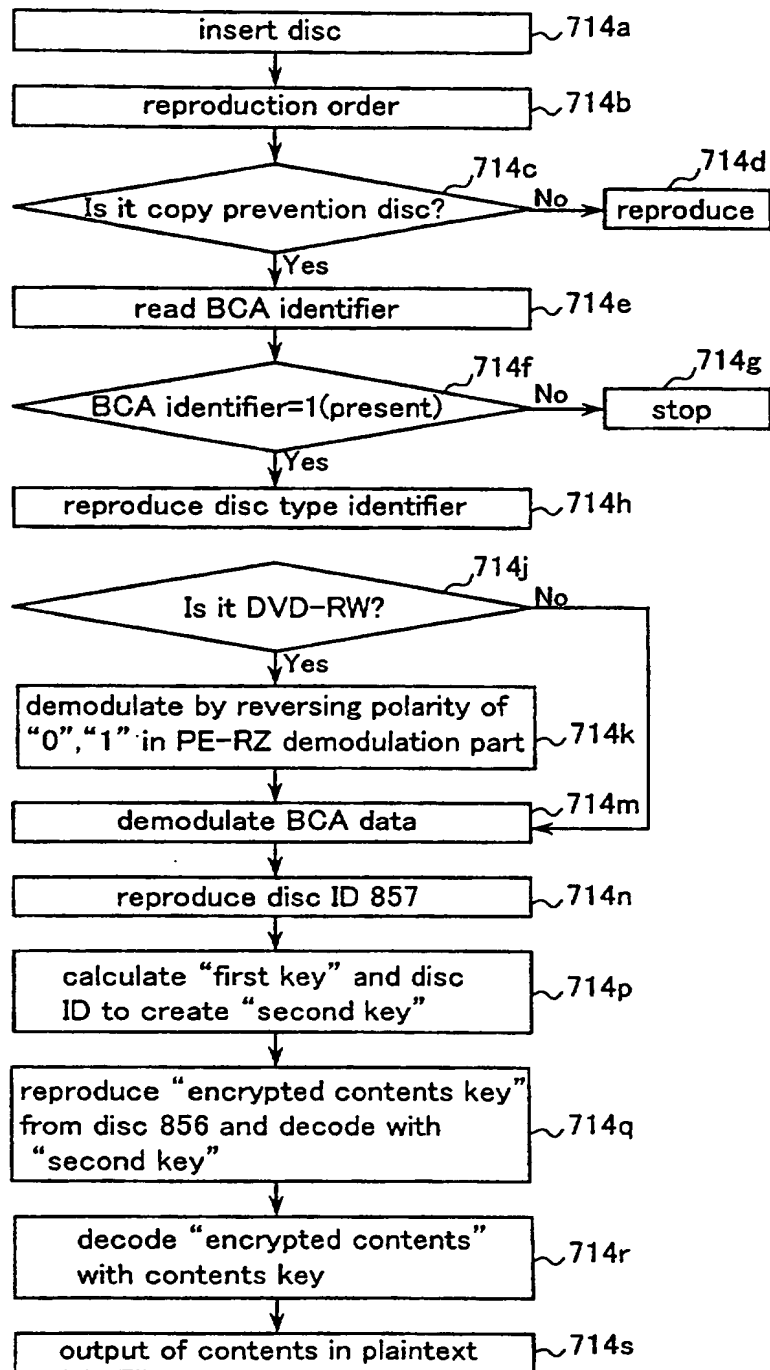 insert disc
714a
reproduction order
714b
714c
714d
Is it copy prevention disc?
No
reproduce
Yes
read BCA identifier
714e
714f
714g
BCA identifier=1(present)
No
stop
Yes
reproduce disc type identifier
714h
714j
Is it DVD-RW?
No
Yes
demodulate by reversing polarity of
“0”,“1” in PE-RZ demodulation part
714k
714m
demodulate BCA data
reproduce disc ID 857
714n
calculate “first key” and disc
ID to create “second key”
714p
reproduce “encrypted contents key”
from disc 856 and decode with
“second key”
714q
decode “encrypted contents”
with contents key
714r
output of contents in plaintext
714s